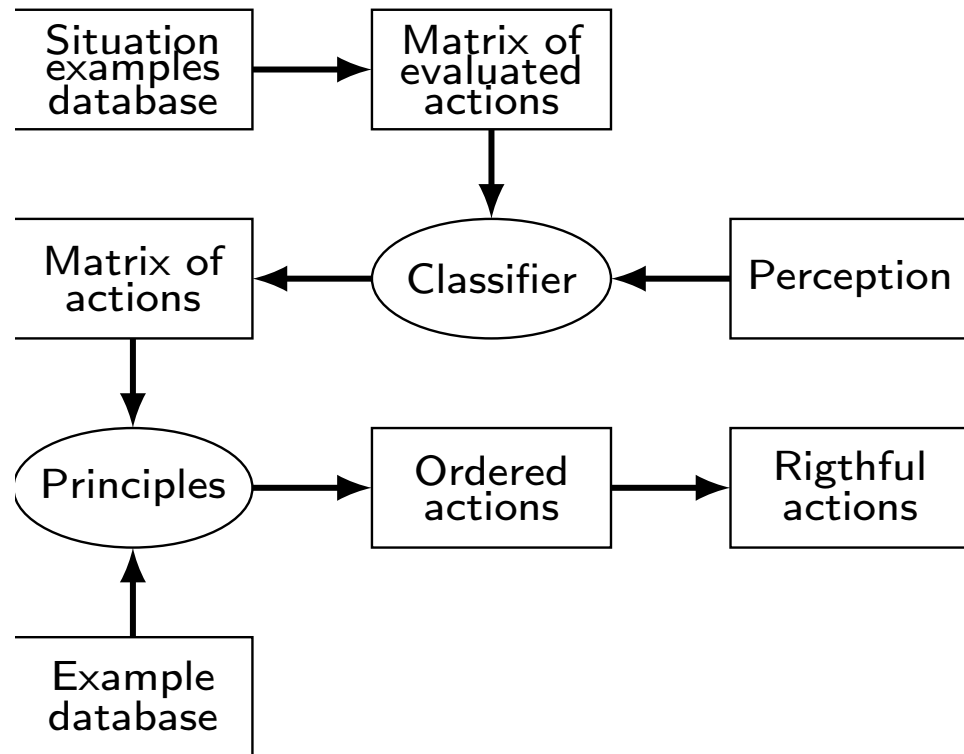 Situation
examples
database
Matrix of
evaluated
actions
Matrix of
actions
Classifier
Perception
Principles
Ordered
actions
Rigthful
actions
Example
database